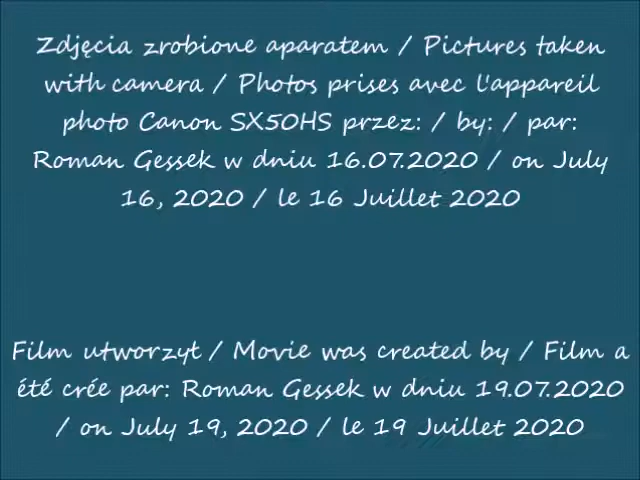 Zdjęcia zrobione aparatem / Pictures taken
with camera / Photos prises avec l'appareil
photo Canon SX50HS przez: / by: / par:
Roman Gessek w dniu 16.07.2020 / on July
16, 2020 / le 16 Juillet 2020
Film utworzył / Movie was created by / Film a
été crée par: Roman Gessek w dniu 19.07.2020
/ on July 19, 2020 / le 19 Juillet 2020